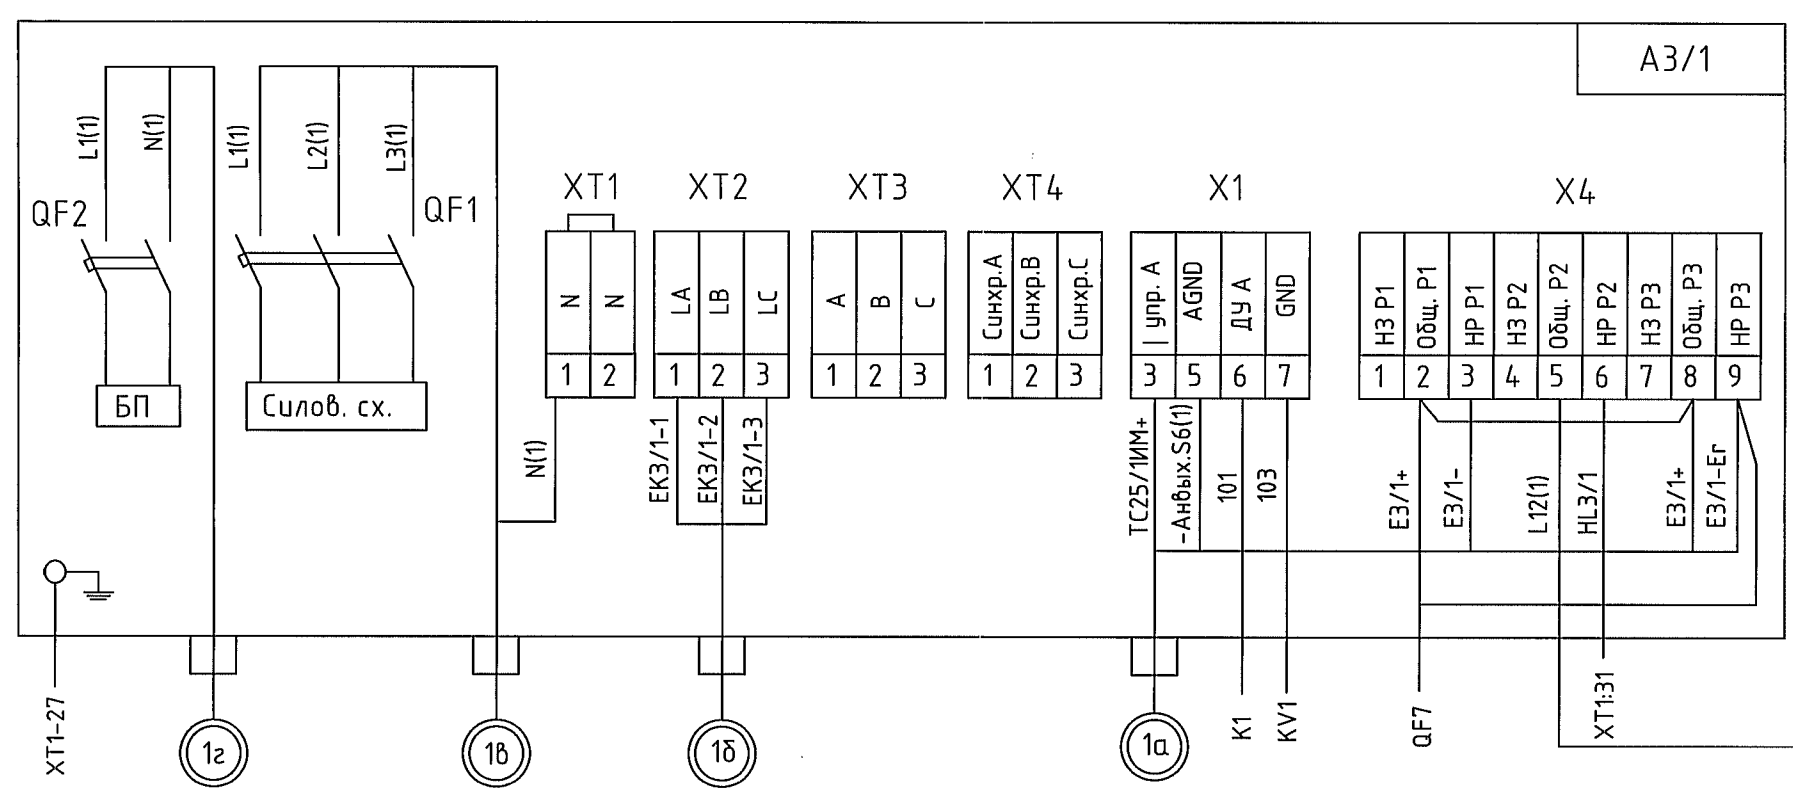 А3/1
L1(1)
N(1)
L1(1)
L2(1)
L3(1)
QF2
QF1
БП
Силов. сх.
XT1
N
N
1
2
XT2
LA
LB
LC
1
2
3
XT3
A
B
C
1
2
3
XT4
Синхр.А
Синхр.В
Синхр.С
1
2
3
X1
I упр. А
AGND
ДУ А
GND
3
5
6
7
X4
НЗ Р1
Общ. Р1
НР Р1
НЗ Р2
Общ. Р2
НР Р2
НЗ Р3
Общ. Р3
НР Р3
1
2
3
4
5
6
7
8
9
N(1)
ЕК3/1-1
ЕК3/1-2
ЕК3/1-3
ТС25/1ИМ+
-Анвых.S6(1)
101
103
Е3/1+
Е3/1-
L12(1)
HL3/1
Е3/1+
Е3/1-Ег
XT1-27
1г
1в
1б
1а
K1
KV1
QF7
XT1:31